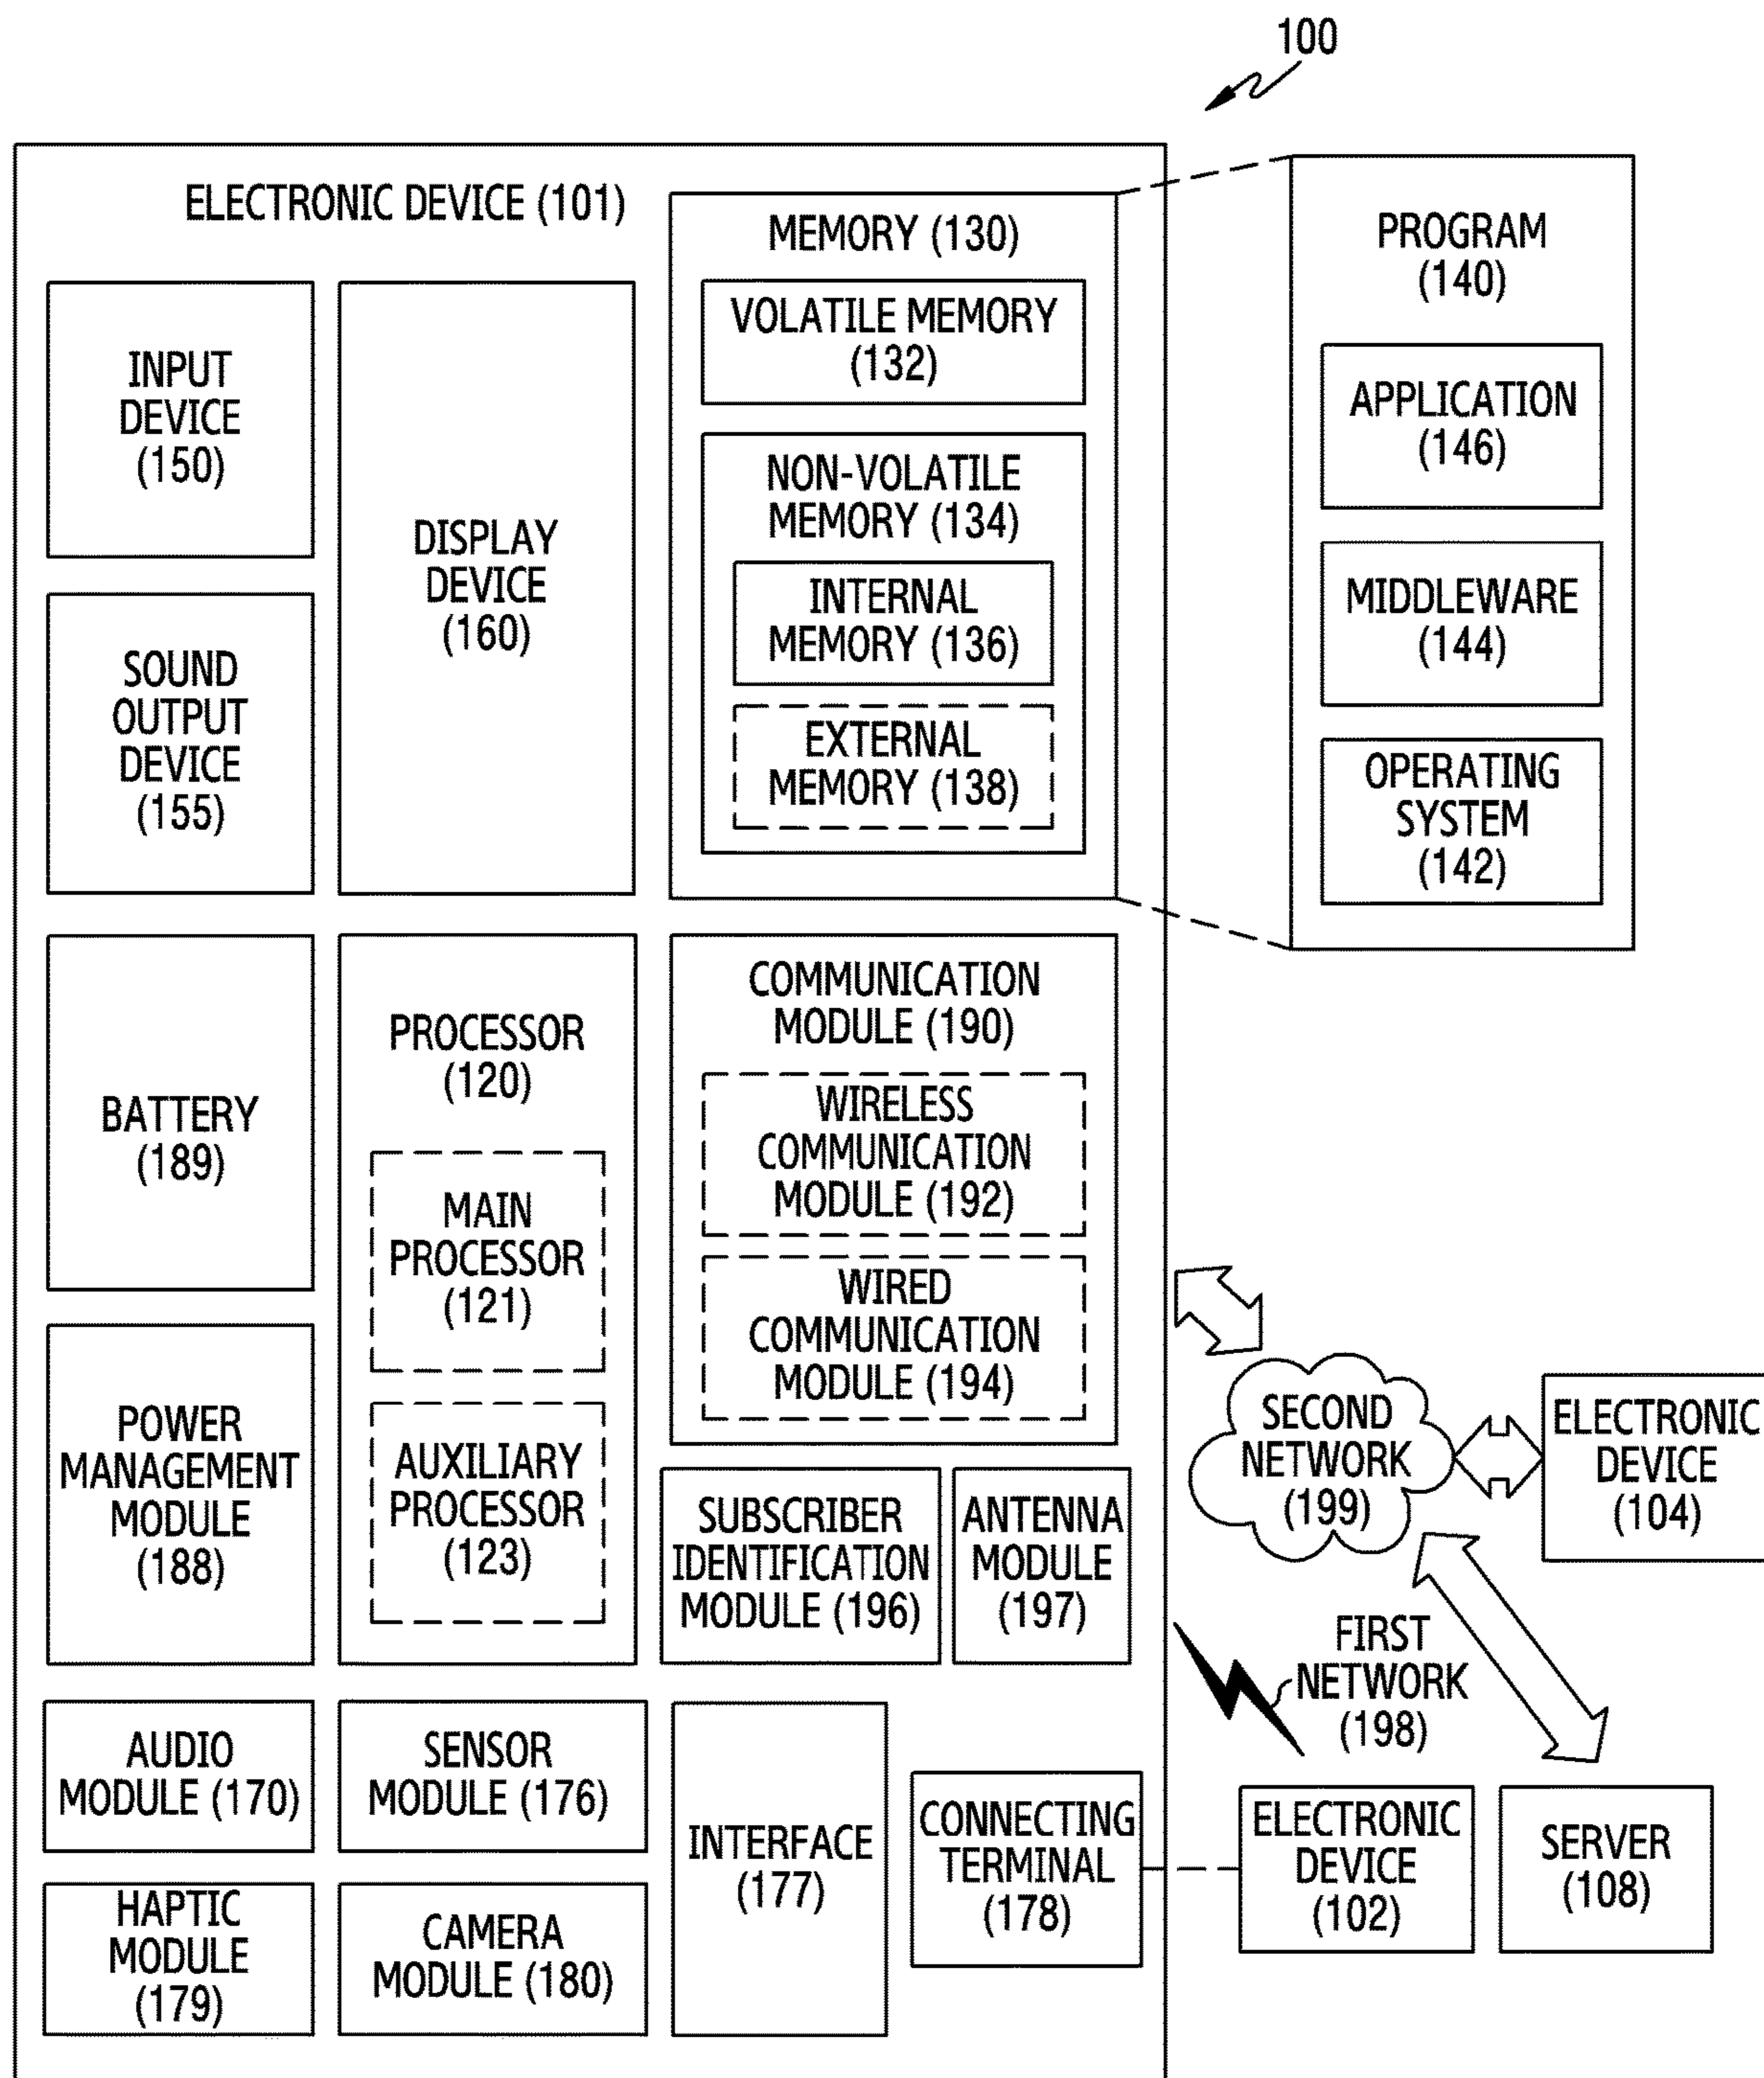 100
ELECTRONIC DEVICE (101)
INPUT
DEVICE
(150)
SOUND
OUTPUT
DEVICE
(155)
DISPLAY
DEVICE
(160)
MEMORY (130)
VOLATILE MEMORY
(132)
NON-VOLATILE
MEMORY (134)
INTERNAL
MEMORY (136)
EXTERNAL
MEMORY (138)
PROGRAM
(140)
APPLICATION
(146)
MIDDLEWARE
(144)
OPERATING
SYSTEM
(142)
BATTERY
(189)
POWER
MANAGEMENT
MODULE
(188)
PROCESSOR
(120)
MAIN
PROCESSOR
(121)
AUXILIARY
PROCESSOR
(123)
COMMUNICATION
MODULE (190)
WIRELESS
COMMUNICATION
MODULE (192)
WIRED
COMMUNICATION
MODULE (194)
SUBSCRIBER
IDENTIFICATION
MODULE (196)
ANTENNA
MODULE
(197)
SECOND
NETWORK
(199)
ELECTRONIC
DEVICE
(104)
FIRST
NETWORK
(198)
AUDIO
MODULE (170)
SENSOR
MODULE (176)
HAPTIC
MODULE
(179)
CAMERA
MODULE (180)
INTERFACE
(177)
CONNECTING
TERMINAL
(178)
ELECTRONIC
DEVICE
(102)
SERVER
(108)